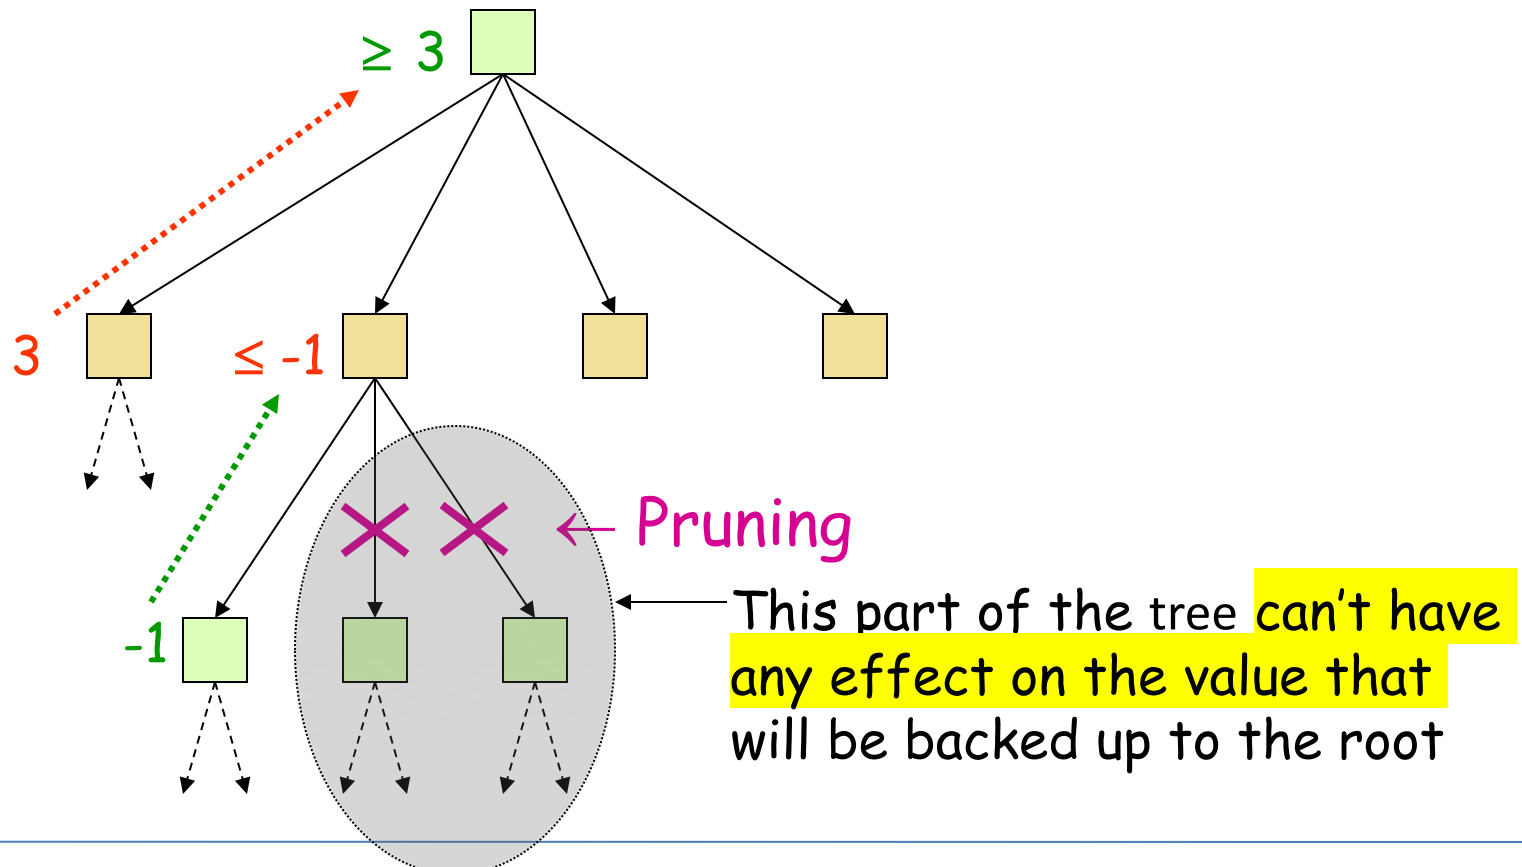 ≥ 3
3
≤ -1
← Pruning
-1
This part of the tree can't have
any effect on the value that
will be backed up to the root